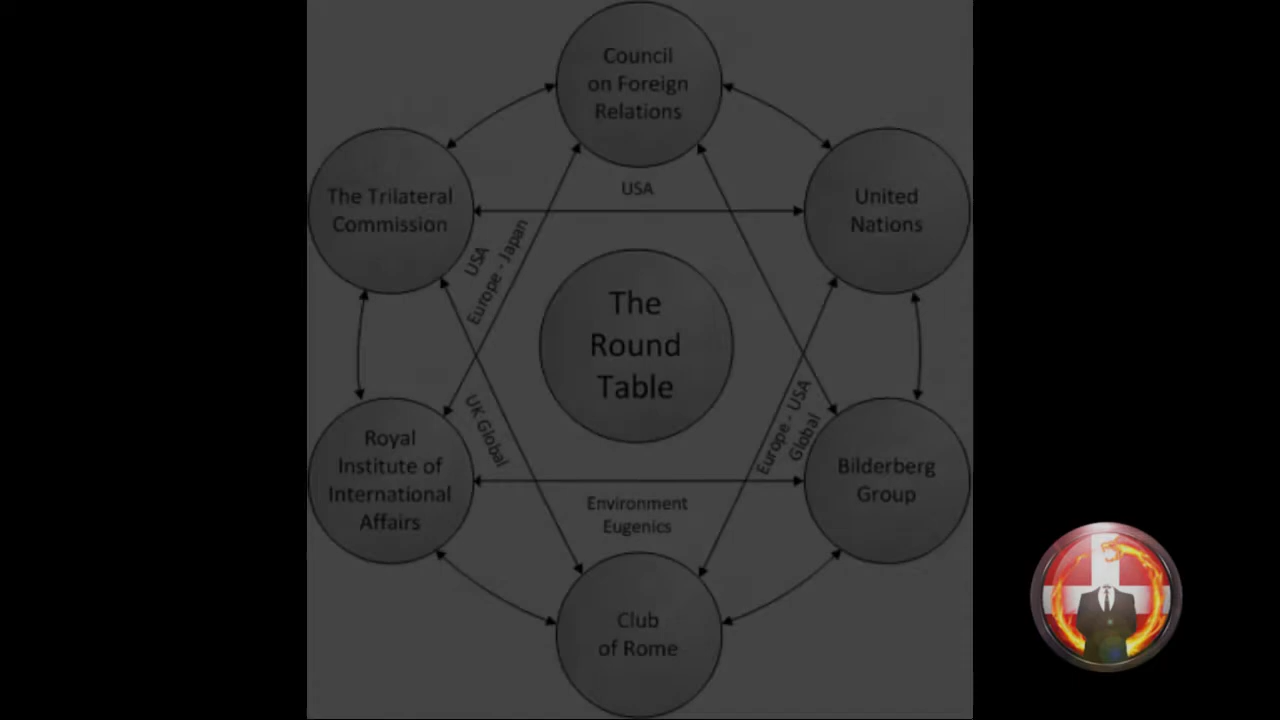 Council
on Foreign
Relations
The Trilateral
Commission
USA
United
Nations
USA
Europe - Japan
The
Round
Table
UK Global
Europe - USA
Global
Royal
Institute of
International
Affairs
Bilderberg
Group
Environment
Eugenics
Club
of Rome